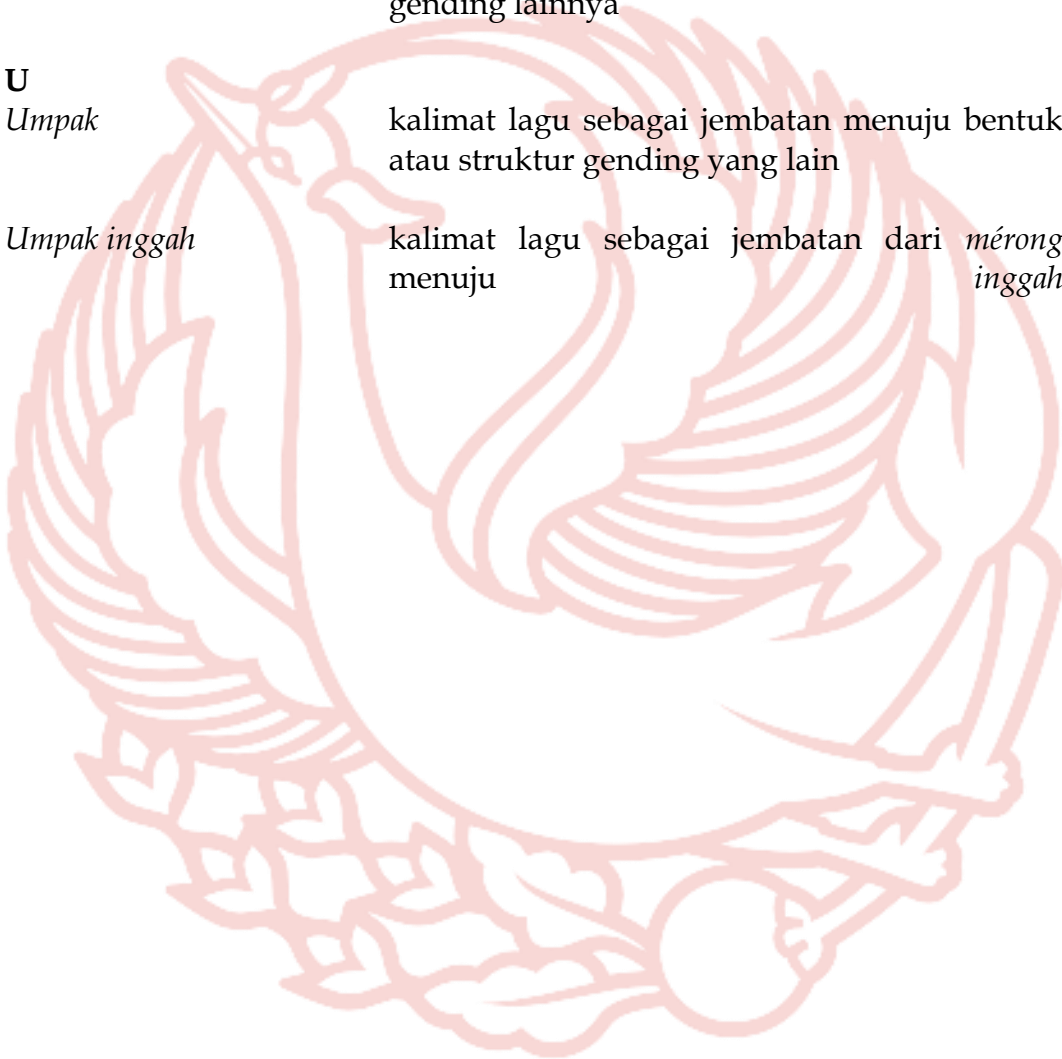 gending lainnya
U
Umpak kalimat lagu sebagai jembatan menuju bentuk
atau struktur gending yang lain
Umpak inggah kalimat lagu sebagai jembatan dari mérong
menuju inggah